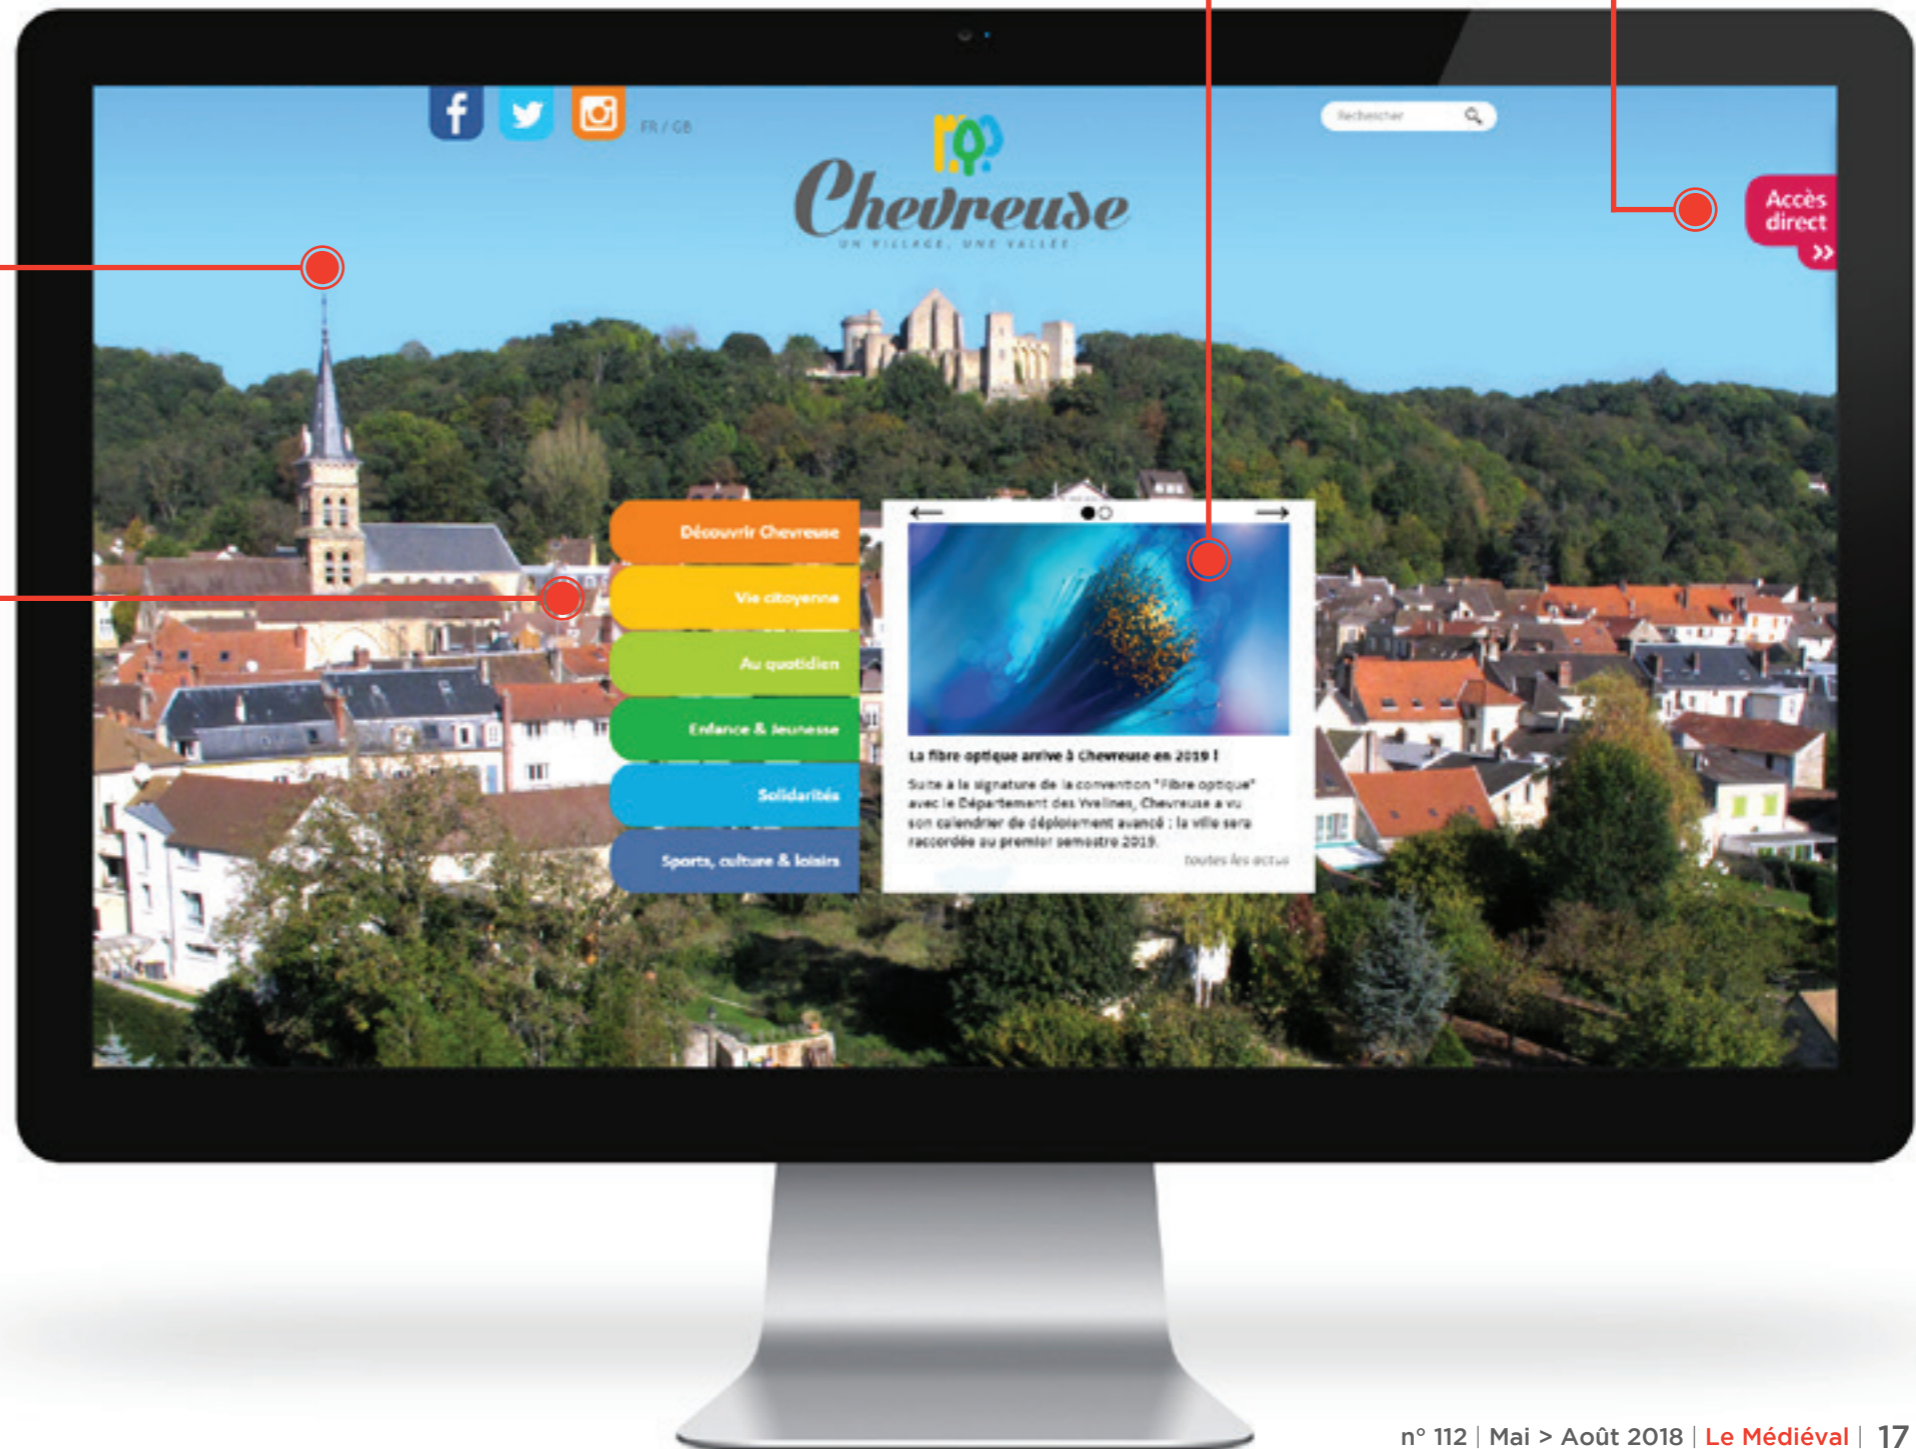 FR / GB
Rechercher
Chevreuse
UN VILLAGE, UNE VALLÉE
Accès
direct
Découvrir Chevreuse
Vie citoyenne
Au quotidien
Enfance & Jeunesse
Solidarités
Sports, culture & loisirs
La fibre optique arrive à Chevreuse en 2019 !
Suite à la signature de la convention "Fibre optique"
avec le Département des Yvelines, Chevreuse a vu
son calendrier de déploiement avancé : la ville sera
raccordée au premier semestre 2019.
toutes les actus
n° 112 | Mai > Août 2018 | Le Médiéval | 17